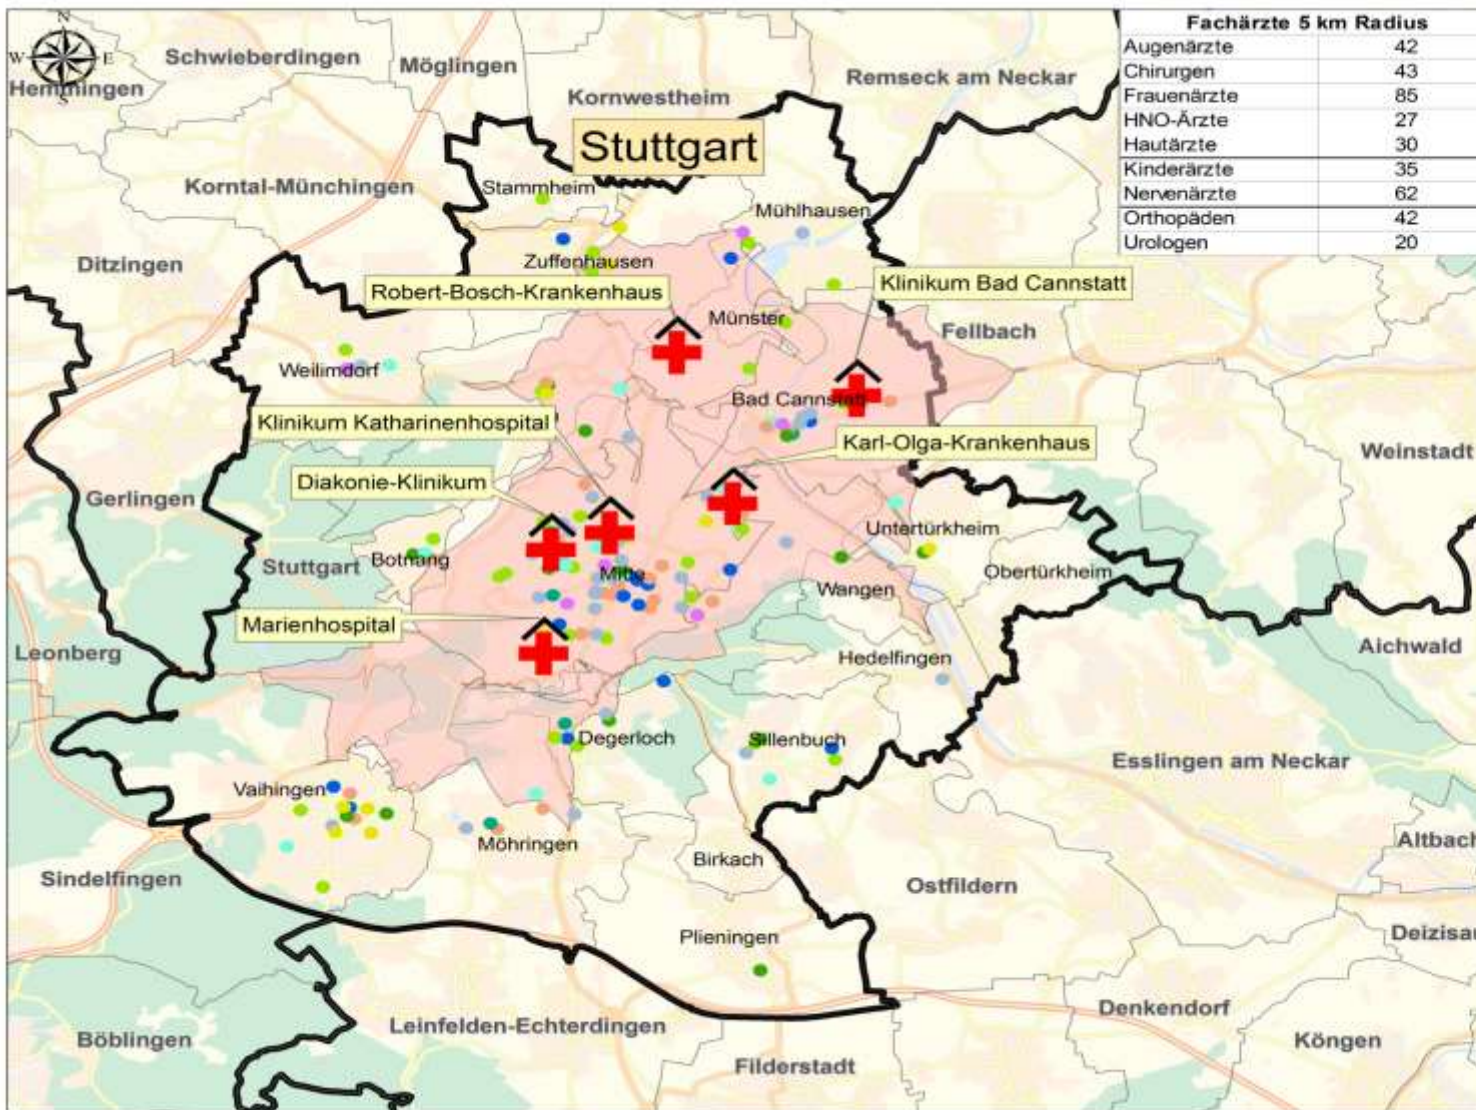 Fachärzte 5 km Radius
Augenärzte 42
Chirurgen 43
Frauenärzte 85
HNO-Ärzte 27
Hautärzte 30
Kinderärzte 35
Nervenärzte 62
Orthopäden 42
Urologen 20
N
W E
S
Schwieberdingen
Möglingen
Hemmingen
Kornwestheim
Remseck am Neckar
Stuttgart
Korntal-Münchingen
Stammheim
Mühlhausen
Ditzingen
Zuffenhausen
Robert-Bosch-Krankenhaus
Klinikum Bad Cannstatt
Münster
Fellbach
Weilimdorf
Bad Cannstatt
Klinikum Katharinenhospital
Karl-Olga-Krankenhaus
Weinstadt
Diakonie-Klinikum
Gerlingen
Untertürkheim
Botnang
Stuttgart
Mitte
Obertürkheim
Wangen
Marienhospital
Leonberg
Hedelfingen
Aichwald
Degerloch
Sillenbuch
Esslingen am Neckar
Vaihingen
Möhringen
Birkach
Altbach
Sindelfingen
Ostfildern
Plieningen
Deizisau
Denkendorf
Leinfelden-Echterdingen
Böblingen
Köngen
Filderstadt